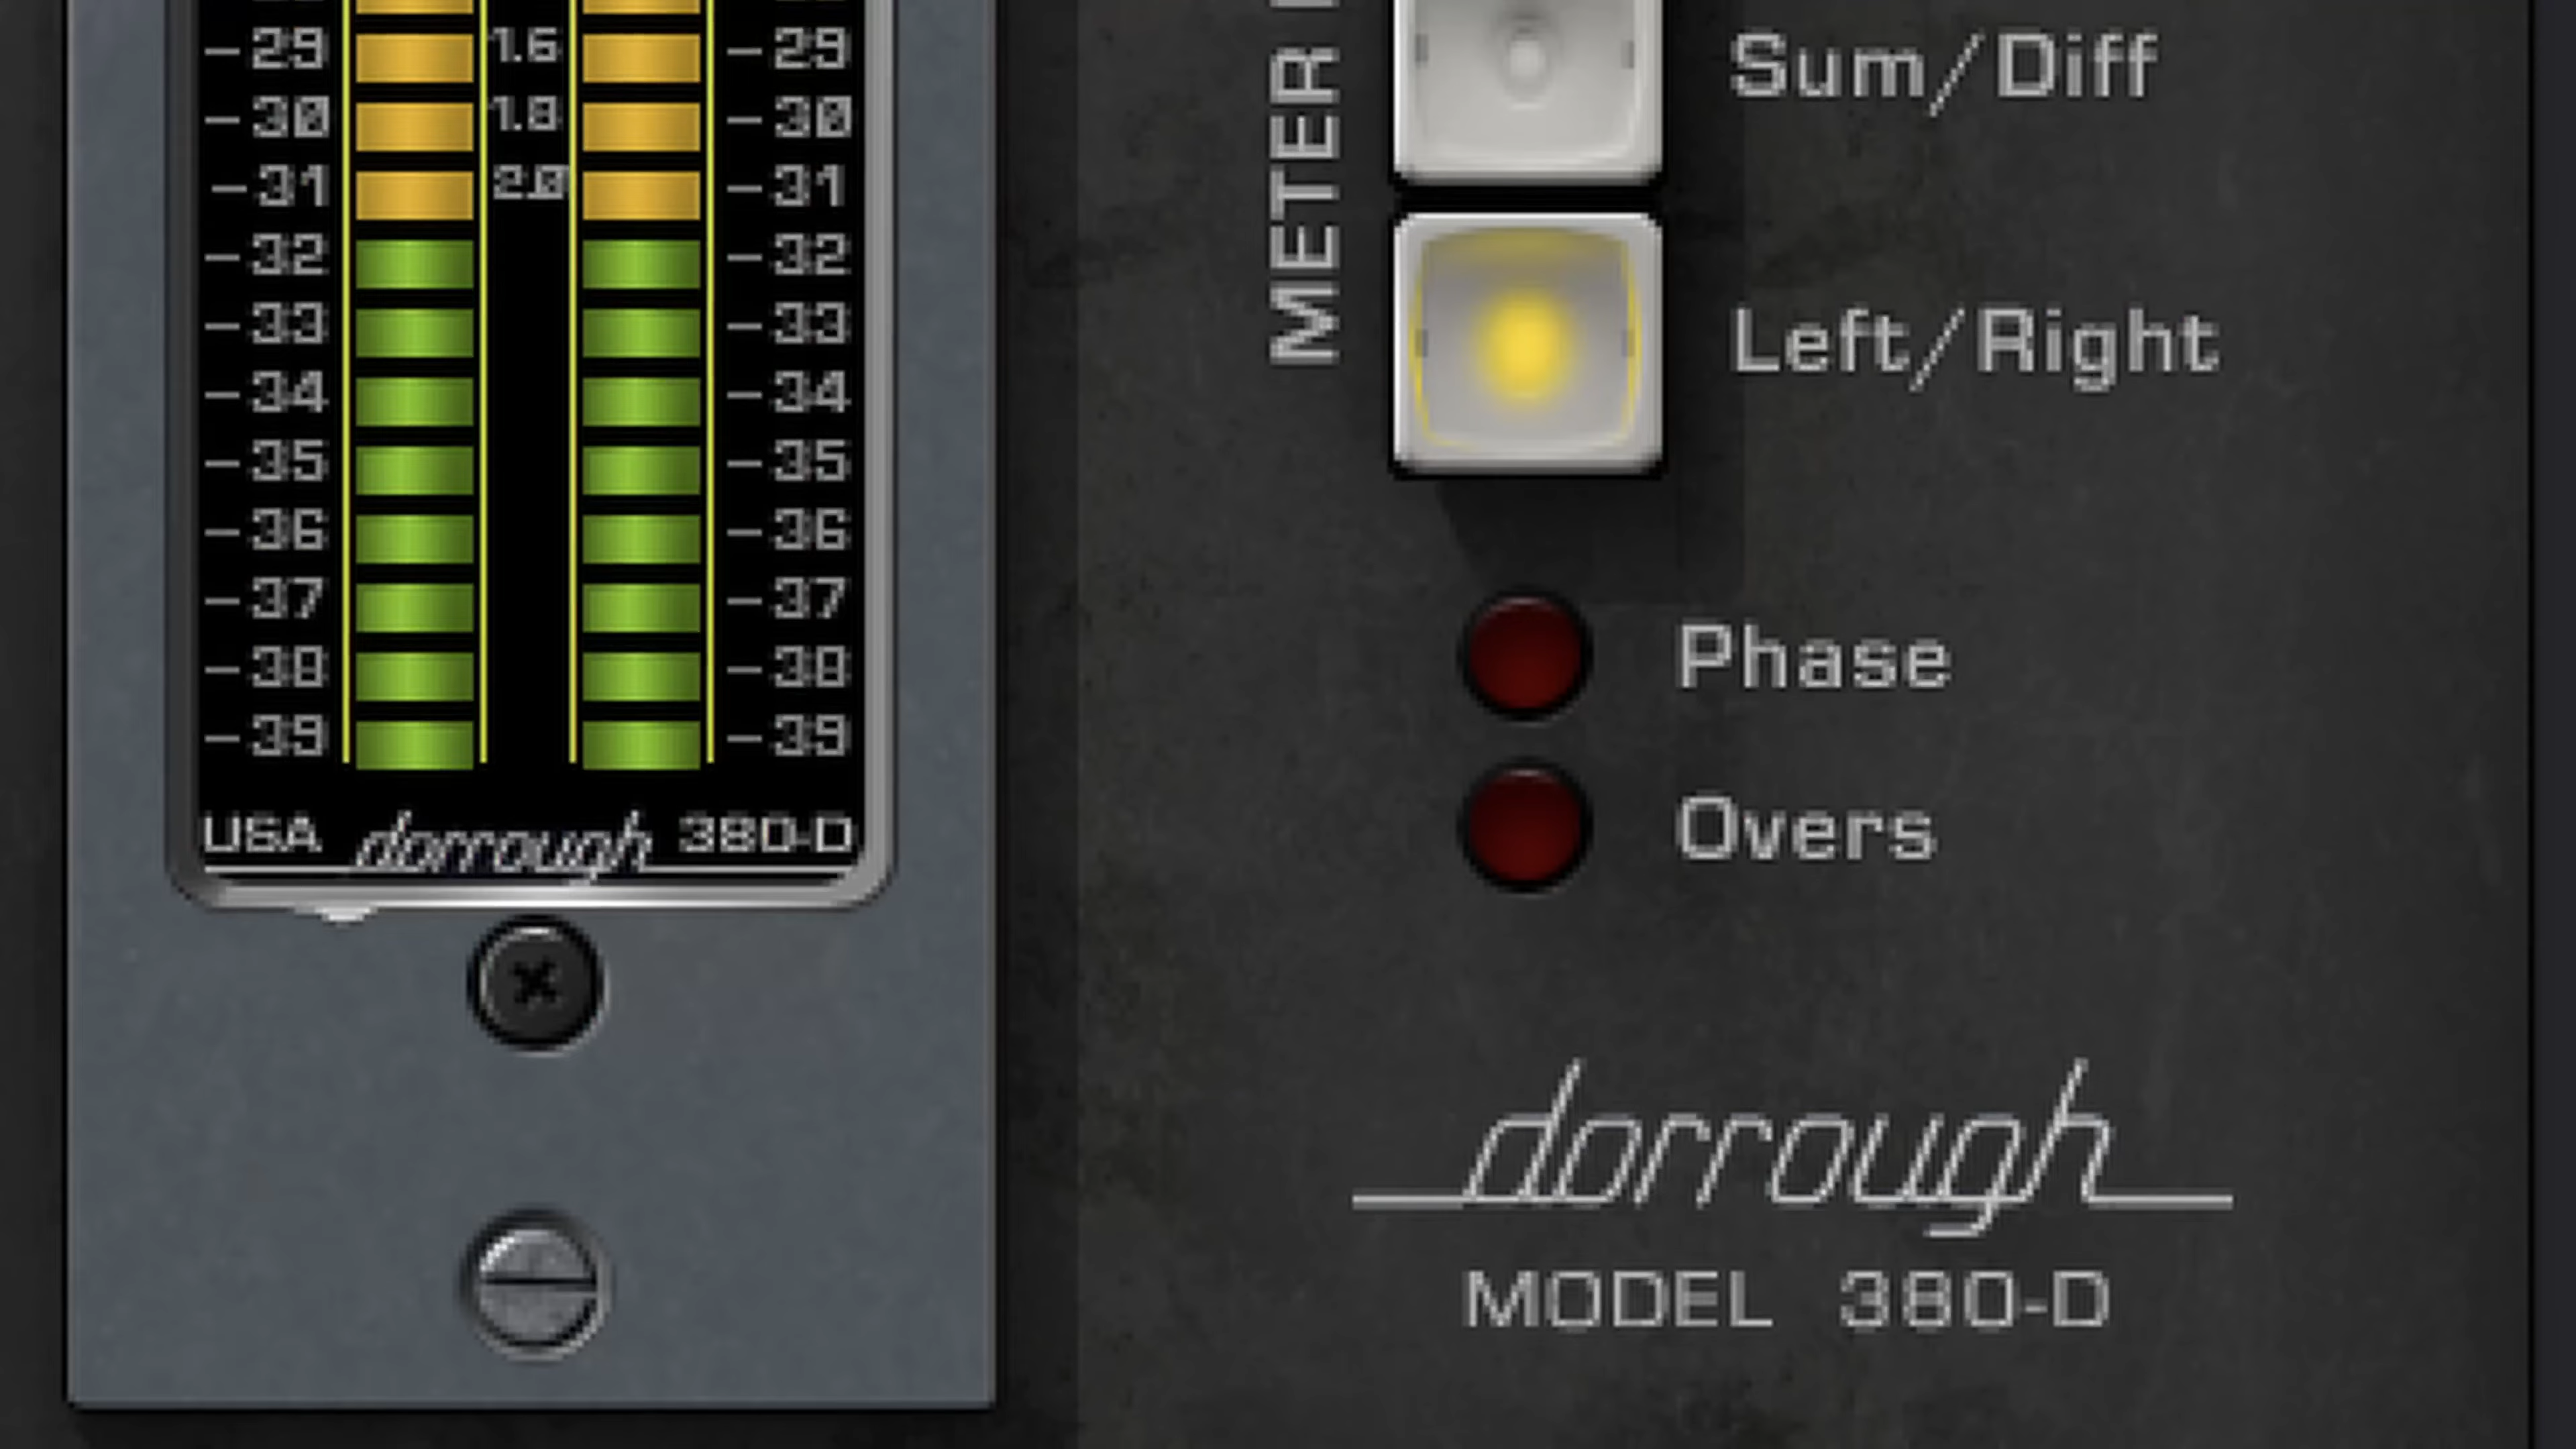 -29 1.6 -29
-30 1.8 -30
-31 2.0 -31
-32 -32
-33 -33
-34 -34
-35 -35
-36 -36
-37 -37
-38 -38
-39 -39
USA dorrough 380-D
METER
Sum/Diff
Left/Right
Phase
Overs
dorrough
MODEL 380-D